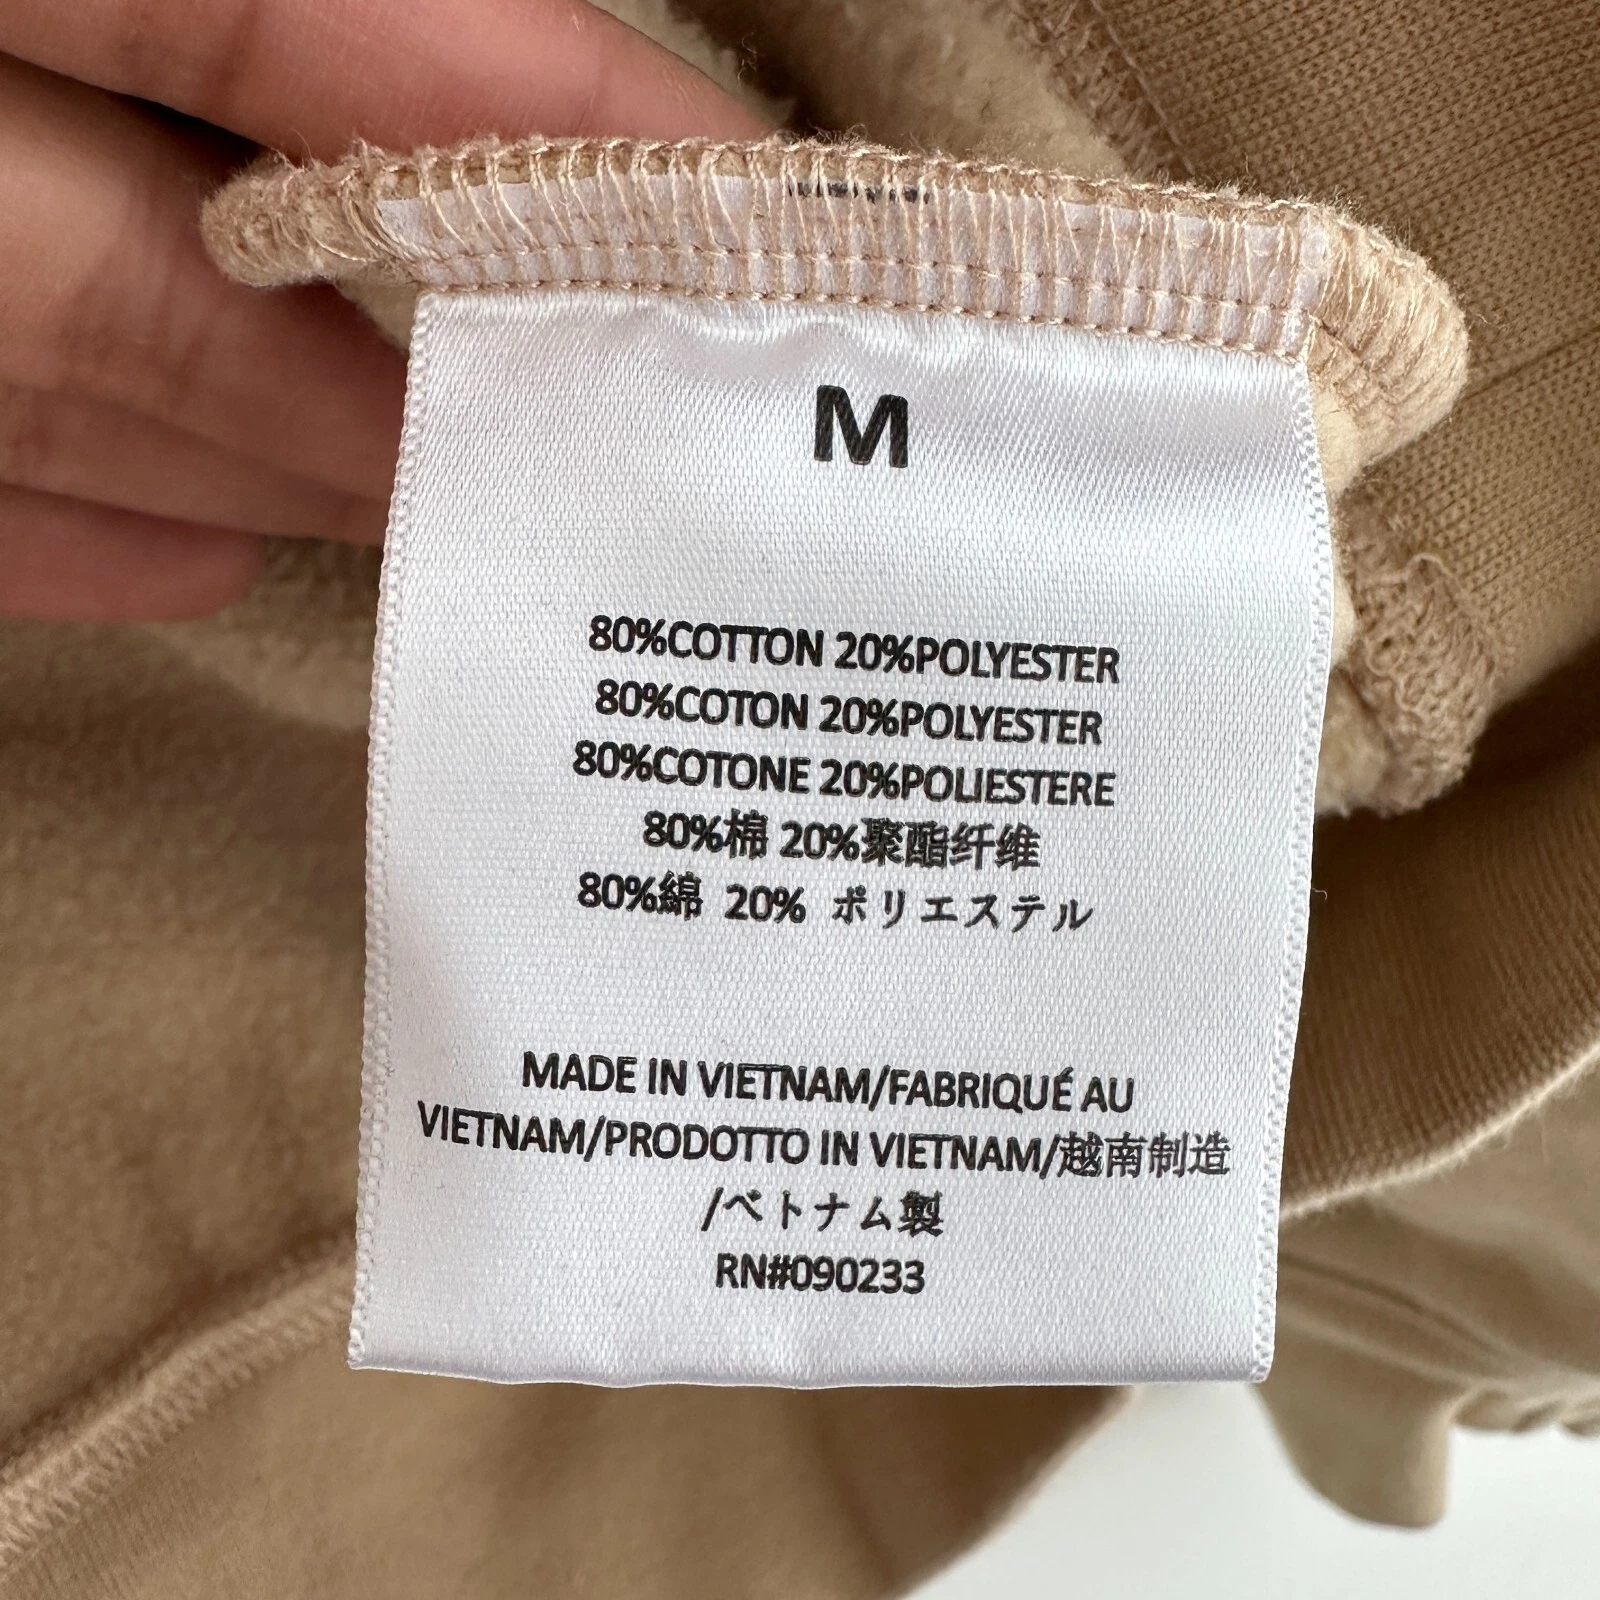 M
80%COTTON 20%POLYESTER
80%COTON 20%POLYESTER
80%COTONE 20%POLIESTERE
80%棉 20%聚酯纤维
80%綿 20% ポリエステル
MADE IN VIETNAM/FABRIQUÉ AU
VIETNAM/PRODOTTO IN VIETNAM/越南制造
/ベトナム製
RN#090233